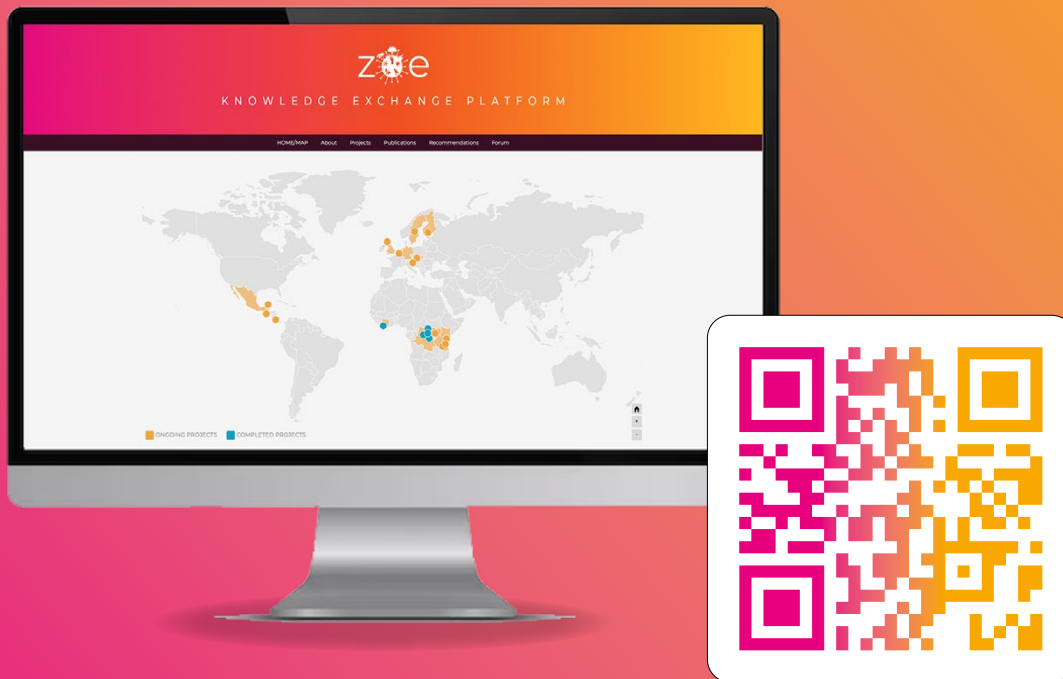 zoe
KNOWLEDGE EXCHANGE PLATFORM
HOME/MAP About Projects Publications Recommendations Forum
ONGOING PROJECTS COMPLETED PROJECTS